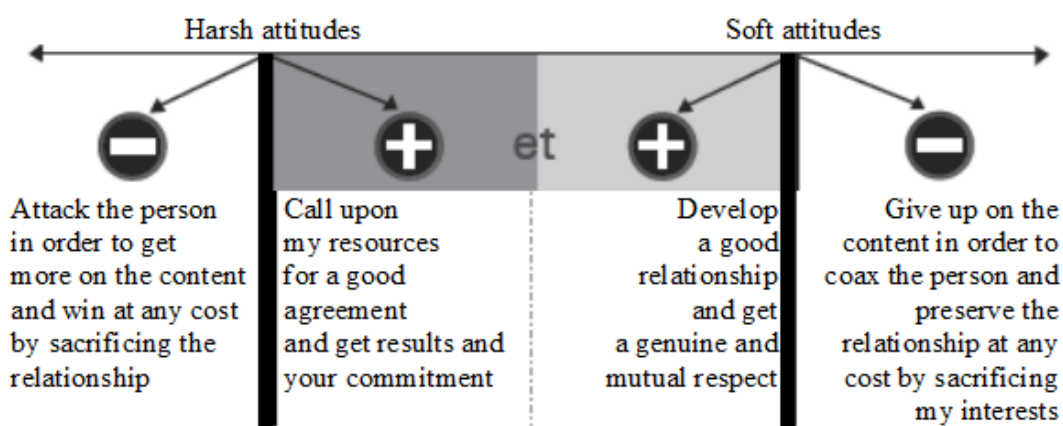 Harsh attitudes
Soft attitudes
et
Attack the person
in order to get
more on the content
and win at any cost
by sacrificing the
relationship
Call upon
my resources
for a good
agreement
and get results and
your commitment
Develop
a good
relationship
and get
a genuine and
mutual respect
Give up on the
content in order to
coax the person and
preserve the
relationship at any
cost by sacrificing
my interests